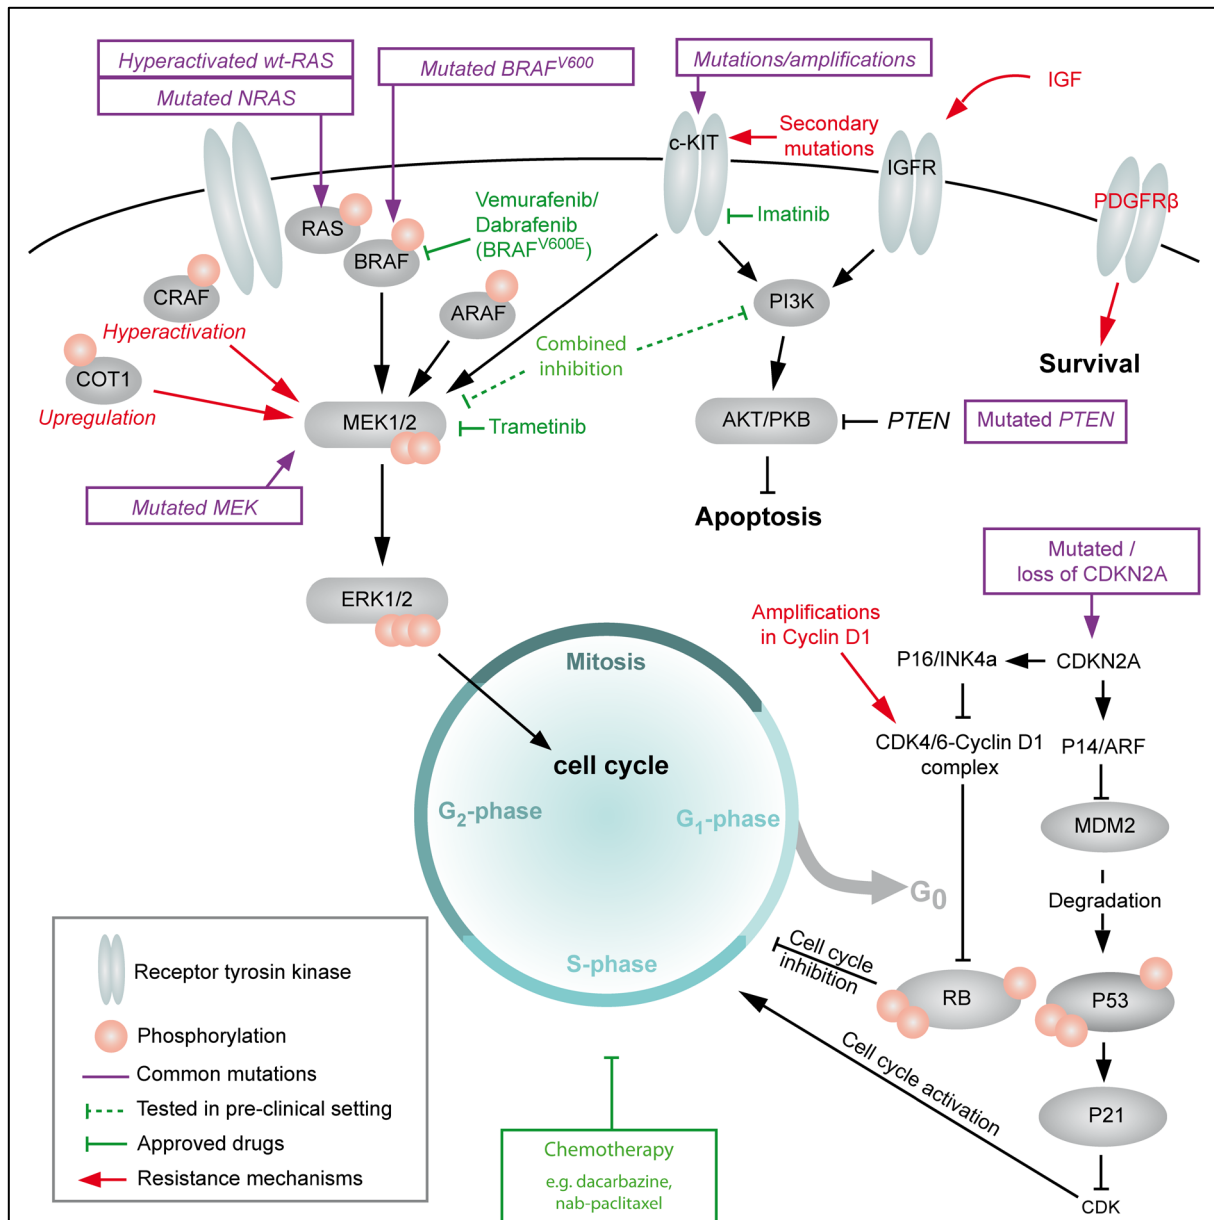 Hyperactivated wt-RAS
Mutated NRAS
Mutated BRAFV600
Mutations/amplifications
IGF
Secondary
mutations
c-KIT
IGFR
PDGFRβ
RAS
BRAF
Vemurafenib/
Dabrafenib
(BRAFV600E)
Imatinib
CRAF
Hyperactivation
ARAF
PI3K
COT1
Upregulation
Combined
inhibition
Survival
MEK1/2
Trametinib
AKT/PKB
PTEN
Mutated PTEN
Mutated MEK
Apoptosis
Mutated /
loss of CDKN2A
ERK1/2
Amplifications
in Cyclin D1
P16/INK4a
CDKN2A
Mitosis
CDK4/6-Cyclin D1
complex
P14/ARF
cell cycle
G2-phase
G1-phase
MDM2
G0
Degradation
S-phase
Cell cycle
inhibition
RB
P53
Cell cycle activation
P21
CDK
Receptor tyrosin kinase
Phosphorylation
Common mutations
Tested in pre-clinical setting
Approved drugs
Resistance mechanisms
Chemotherapy
e.g. dacarbazine,
nab-paclitaxel